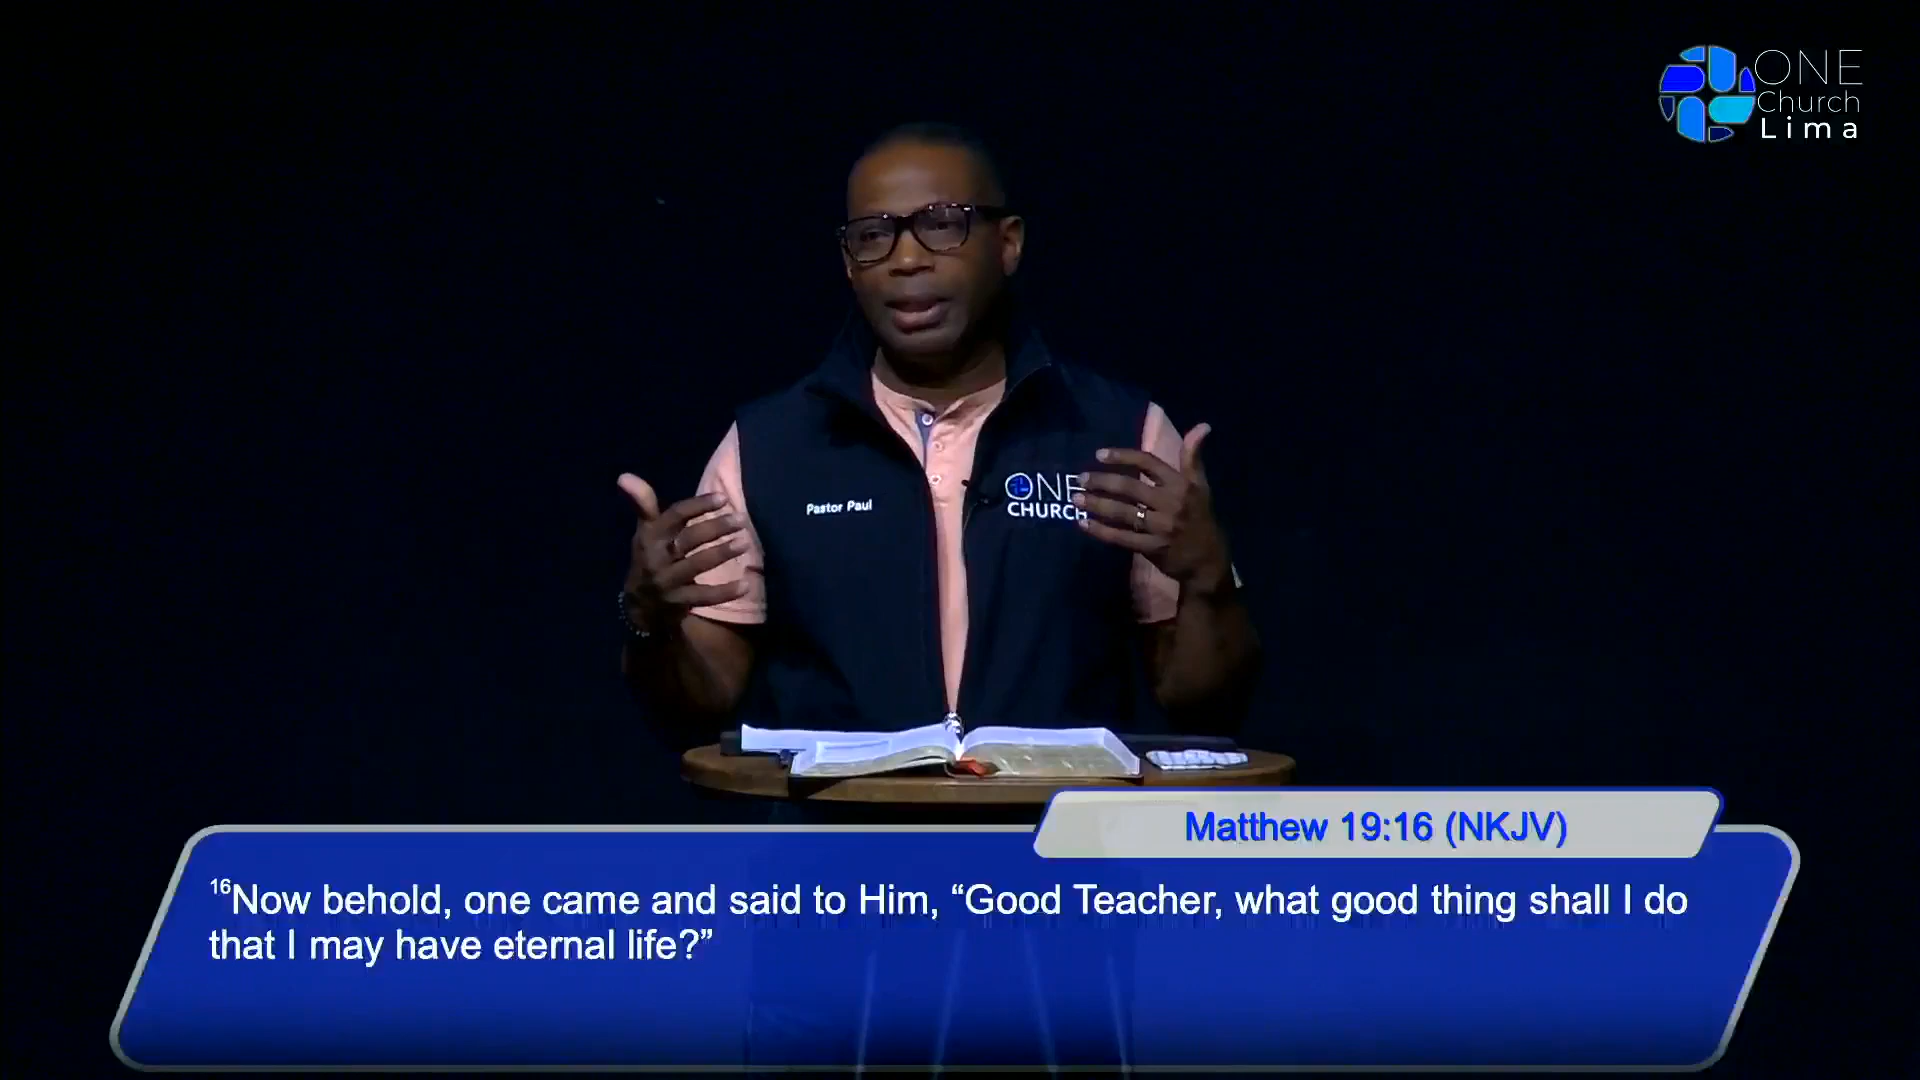 ONE
Church
Lima
Pastor Paul
ONE
CHURCH
Matthew 19:16 (NKJV)
16Now behold, one came and said to Him, “Good Teacher, what good thing shall I do
that I may have eternal life?”